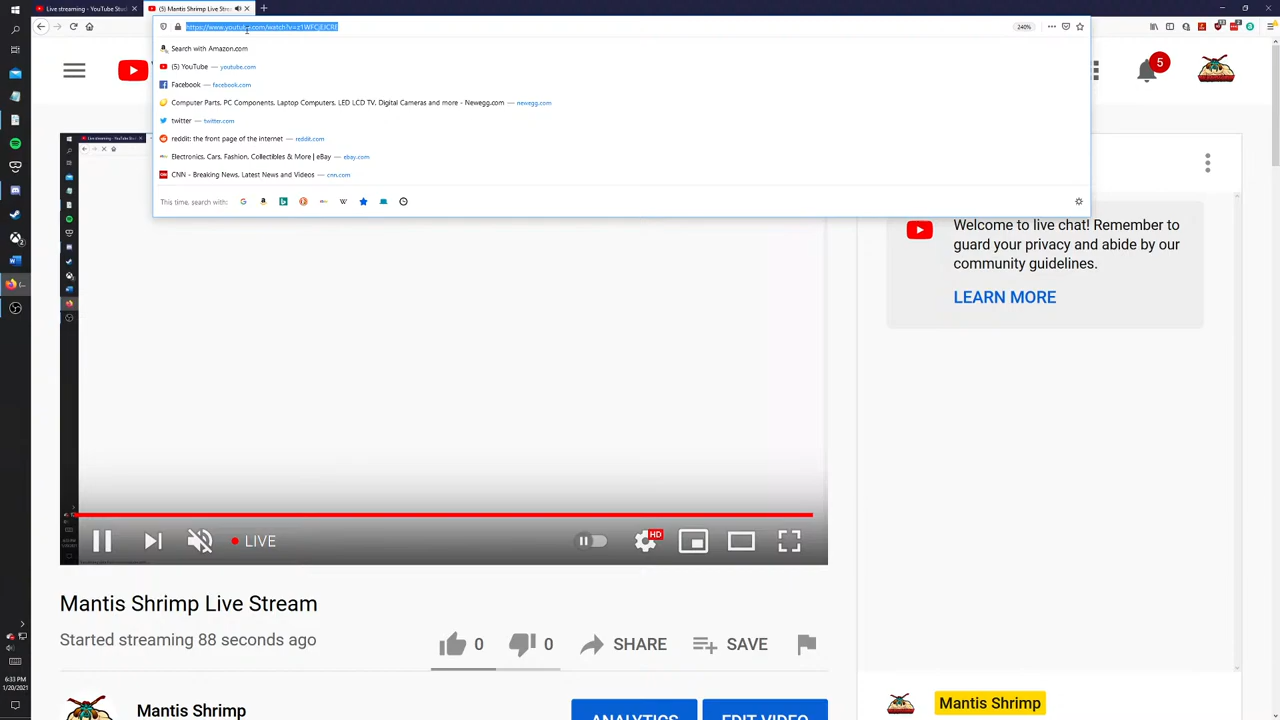 Live streaming - YouTube Stud
(5) Mantis Shrimp Live Stre
240%
Search with Amazon.com
(5) YouTube — youtube.com
Facebook — facebook.com
Computer Parts, PC Components, Laptop Computers, LED LCD TV, Digital Cameras and more - Newegg.com — newegg.com
twitter — twitter.com
reddit: the front page of the internet — reddit.com
Electronics, Cars, Fashion, Collectibles & More | eBay — ebay.com
CNN - Breaking News, Latest News and Videos — cnn.com
This time, search with:
5
Welcome to live chat! Remember to
guard your privacy and abide by our
community guidelines.
LEARN MORE
LIVE
HD
Mantis Shrimp Live Stream
Started streaming 88 seconds ago
0
0
SHARE
SAVE
Mantis Shrimp
ANALYTICS
EDIT VIDEO
Mantis Shrimp
6:33 PM
1/20/2021